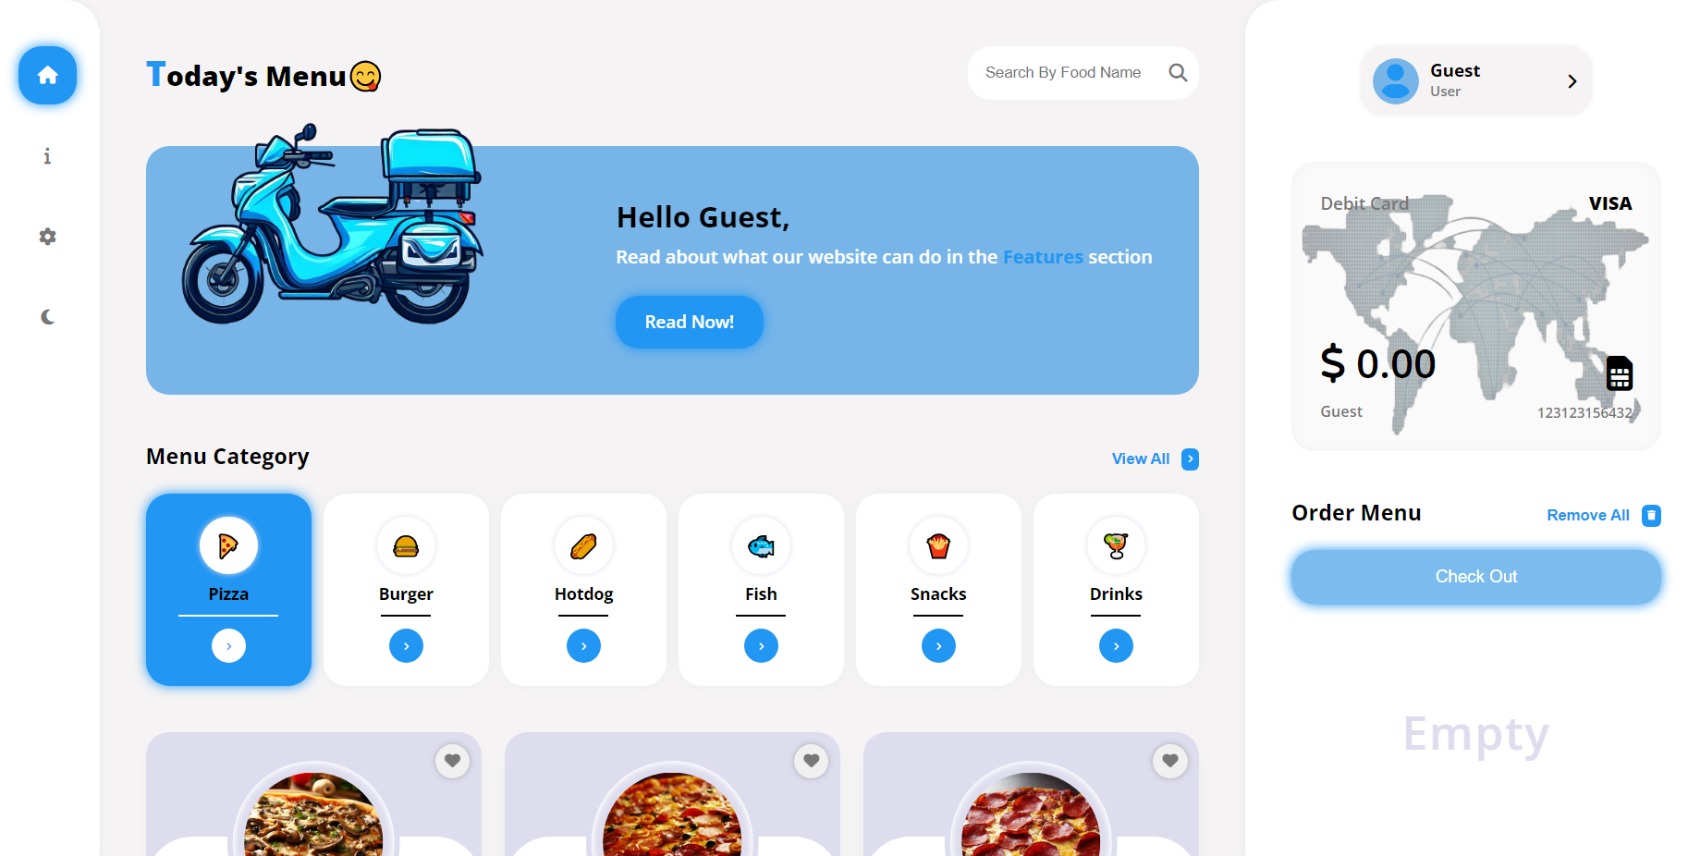 Today's Menu😋
Search By Food Name
Hello Guest,
Read about what our website can do in the Features section
Read Now!
Menu Category
View All
Pizza
Burger
Hotdog
Fish
Snacks
Drinks
Guest
User
Debit Card
VISA
$ 0.00
Guest
123123156432
Order Menu
Remove All
Check Out
Empty